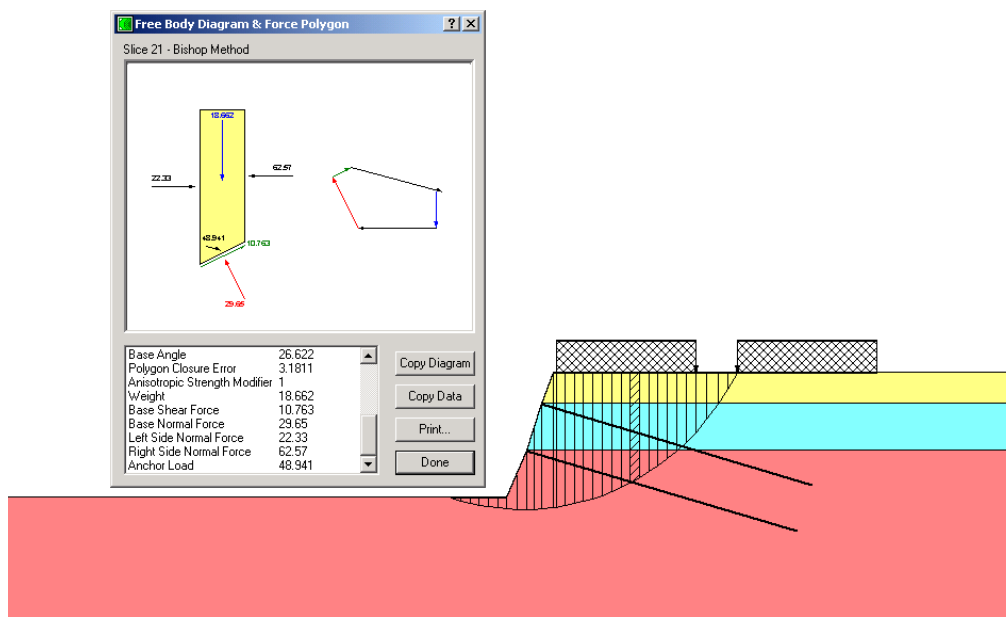 Free Body Diagram & Force Polygon
Slice 21 - Bishop Method
18.662
22.33
62.57
48.941
10.763
29.65
Base Angle 26.622
Polygon Closure Error 3.1811
Anisotropic Strength Modifier 1
Weight 18.662
Base Shear Force 10.763
Base Normal Force 29.65
Left Side Normal Force 22.33
Right Side Normal Force 62.57
Anchor Load 48.941
Copy Diagram
Copy Data
Print...
Done